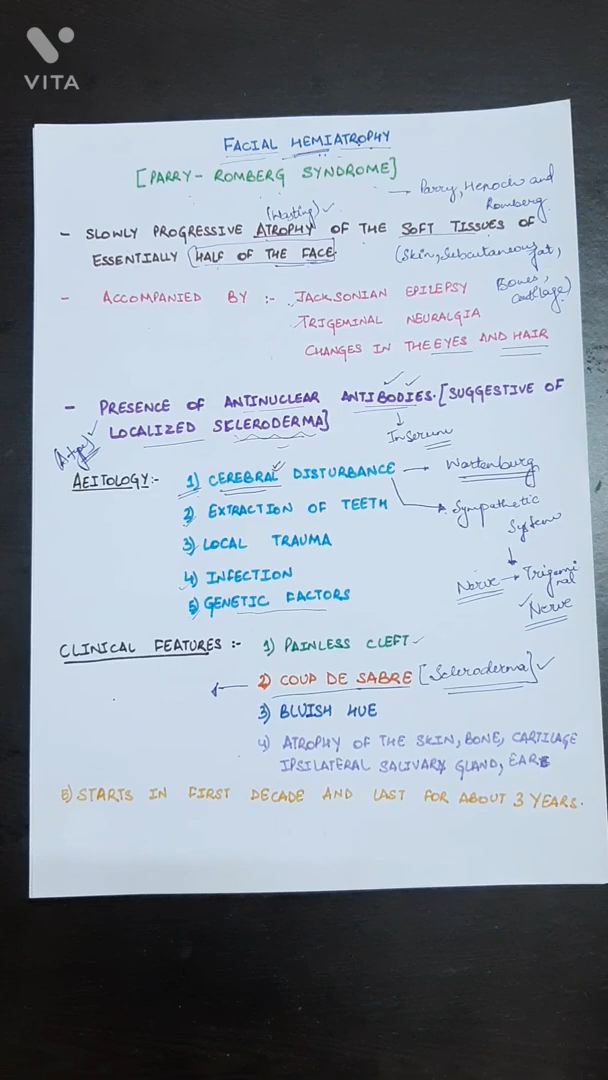 VITA
FACIAL HEMIATROPHY
[PARRY- ROMBERG SYNDROME]
→ Parry, Henoch and
Romberg
(Wasting) ✓
- SLOWLY PROGRESSIVE ATROPHY OF THE SOFT TISSUES OF
ESSENTIALLY (HALF OF THE FACE
(Skin, Subcutaneous fat,
Bones,
cartilage)
- ACCOMPANIED BY :- JACKSONIAN EPILEPSY
TRIGEMINAL NEURALGIA
CHANGES IN THE EYES AND HAIR
- PRESENCE OF ANTINUCLEAR ANTIBODIES. [SUGGESTIVE OF
LOCALIZED SCLERODERMA]
↓
In serum
AEITOLOGY:- 1) CEREBRAL DISTURBANCE → Wartenburg
2) EXTRACTION OF TEETH
3) LOCAL TRAUMA
4) INFECTION
5) GENETIC FACTORS
Sympathetic
System
↓
Nerve → Trigemi
nal
✓ Nerve
CLINICAL FEATURES :- 1) PAINLESS CLEFT ✓
2) COUP DE SABRE [Scleroderma] ✓
3) BLUISH HUE
4) ATROPHY OF THE SKIN, BONE, CARTILAGE
IPSILATERAL SALIVARY GLAND, EAR
5) STARTS IN FIRST DECADE AND LAST FOR ABOUT 3 YEARS.